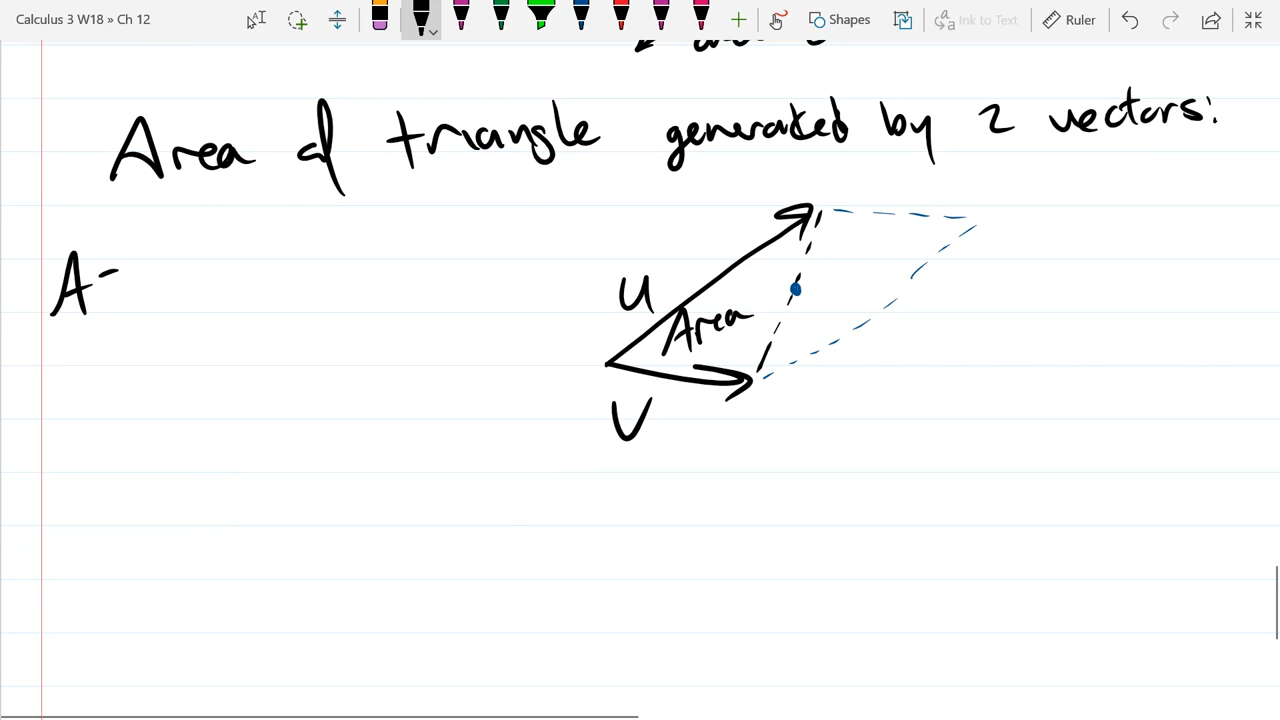 Calculus 3 W18 » Ch 12
Shapes
Ink to Text
Ruler
Area of triangle generated by 2 vectors:
A-
u
Area
V